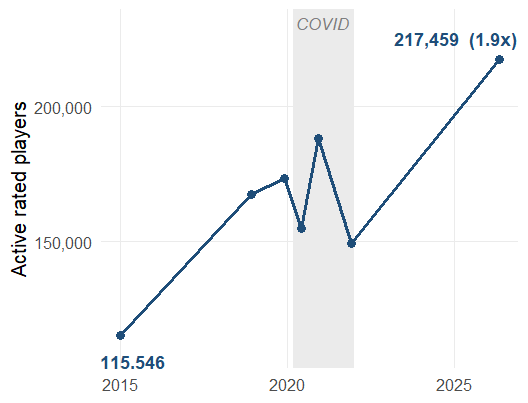 COVID
217,459 (1.9x)
Active rated players
200,000
150,000
115.546
2015
2020
2025